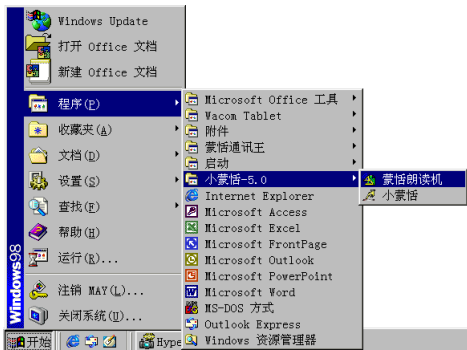 Windows Update
打开 Office 文档
新建 Office 文档
程序(P)
收藏夹(A)
文档(D)
设置(S)
查找(F)
帮助(H)
运行(R)...
注销 MAY(L)...
关闭系统(U)...
Windows98
Microsoft Office 工具
Wacom Tablet
附件
蒙恬通讯王
启动
小蒙恬-5.0
Internet Explorer
Microsoft Access
Microsoft Excel
Microsoft FrontPage
Microsoft Outlook
Microsoft PowerPoint
Microsoft Word
MS-DOS 方式
Outlook Express
Windows 资源管理器
蒙恬朗读机
小蒙恬
开始
Hype